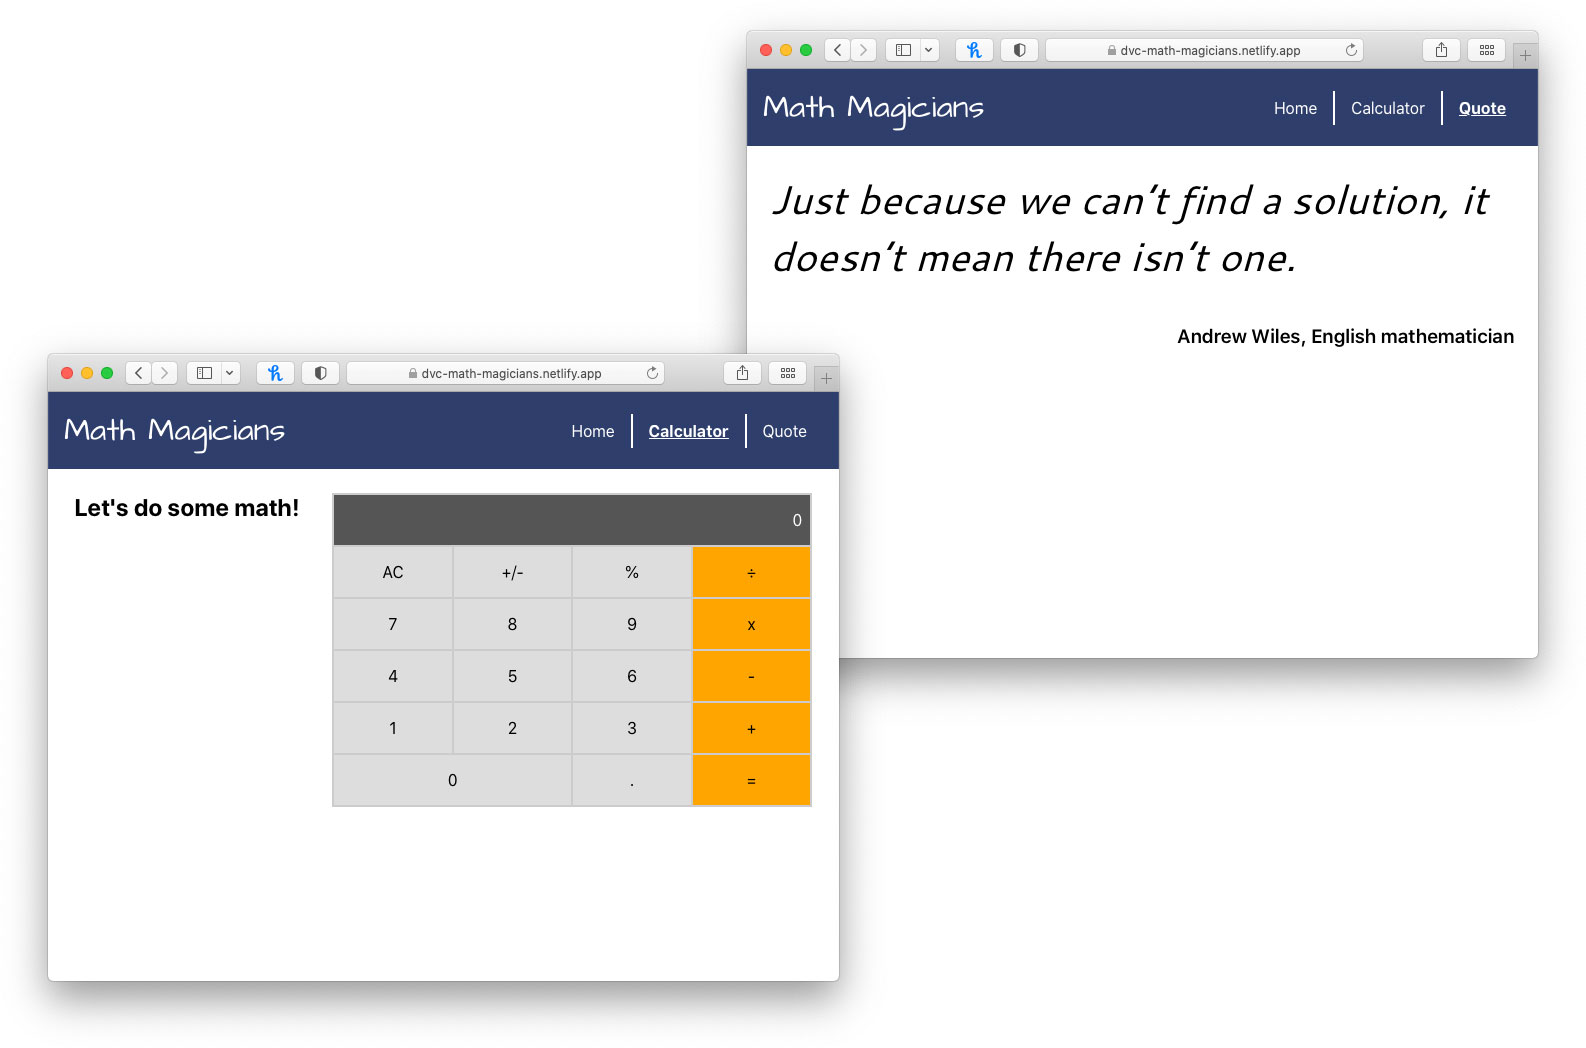 dvc-math-magicians.netlify.app
Math Magicians
Home Calculator Quote
Just because we can't find a solution, it
doesn't mean there isn't one.
Andrew Wiles, English mathematician
dvc-math-magicians.netlify.app
Math Magicians
Home Calculator Quote
Let's do some math!
0
AC +/- % ÷
7 8 9 x
4 5 6 -
1 2 3 +
0 . =